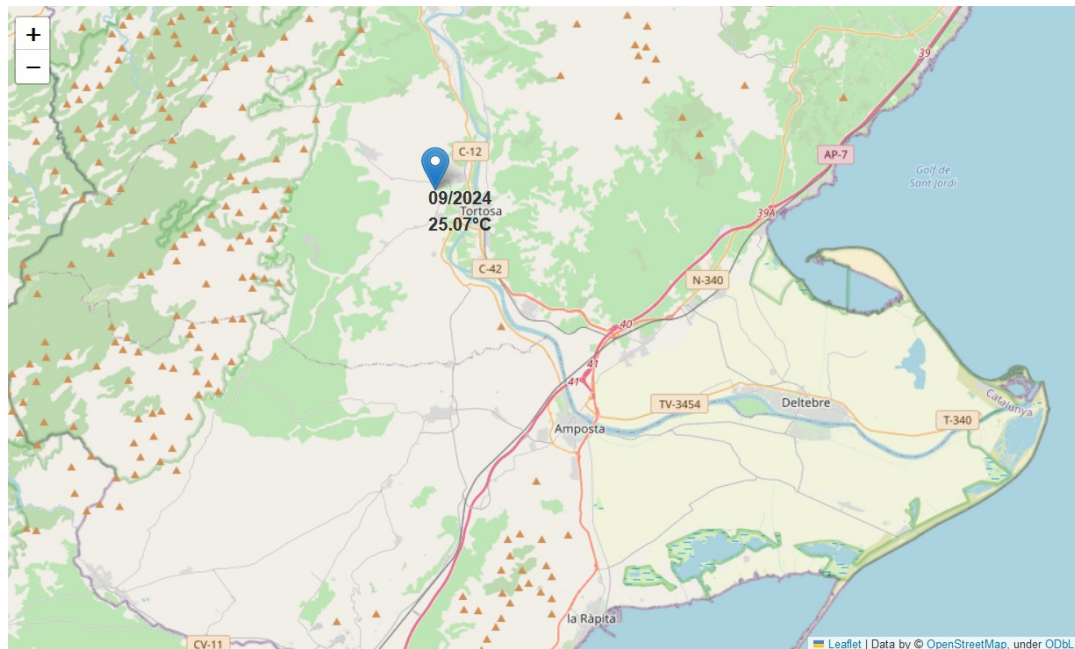 +
−
39
C-12
AP-7
Golf de
Sant Jordi
09/2024
Tortosa
25.07°C
39A
C-42
N-340
40
41
41
TV-3454
Deltebre
Catalunya
T-340
Amposta
la Ràpita
CV-11
Leaflet | Data by © OpenStreetMap, under ODbL